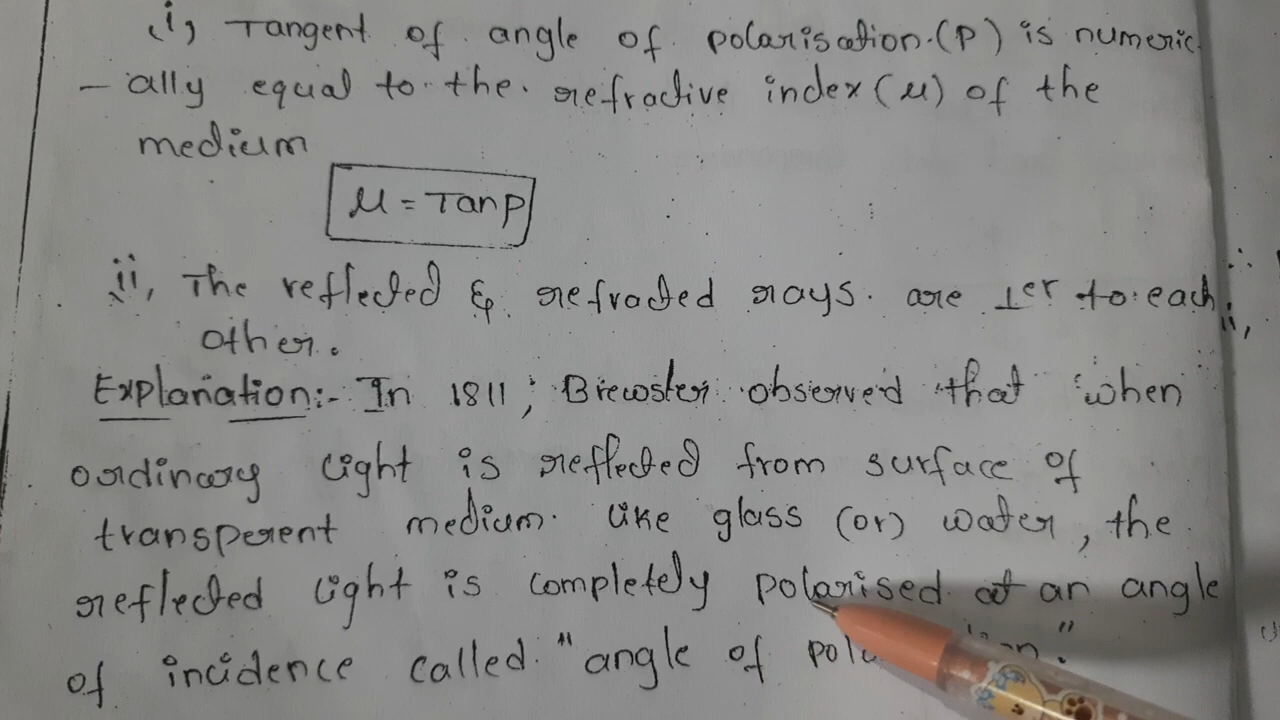 (i, Tangent of angle of polarisation.(P) is numeric
- ally equal to the. refractive index (μ) of the
medium
μ = Tanp
ii, The reflected & refracted rays. are ⊥er to each
other.
Explanation:- In 1811, Brewster observed that when
ordinary light is reflected from surface of
transperent medium. like glass (or) water, the
reflected light is completely polarised at an angle
of incidence called. "angle of